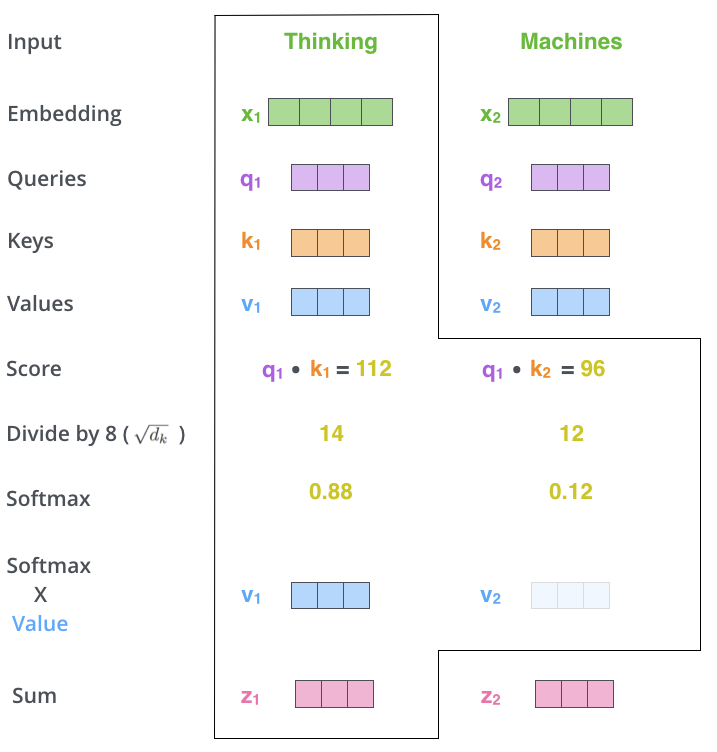 Input Thinking Machines
Embedding x1 x2
Queries q1 q2
Keys k1 k2
Values v1 v2
Score q1 • k1 = 112 q1 • k2 = 96
Divide by 8 ( √dk ) 14 12
Softmax 0.88 0.12
Softmax
X v1 v2
Value
Sum z1 z2